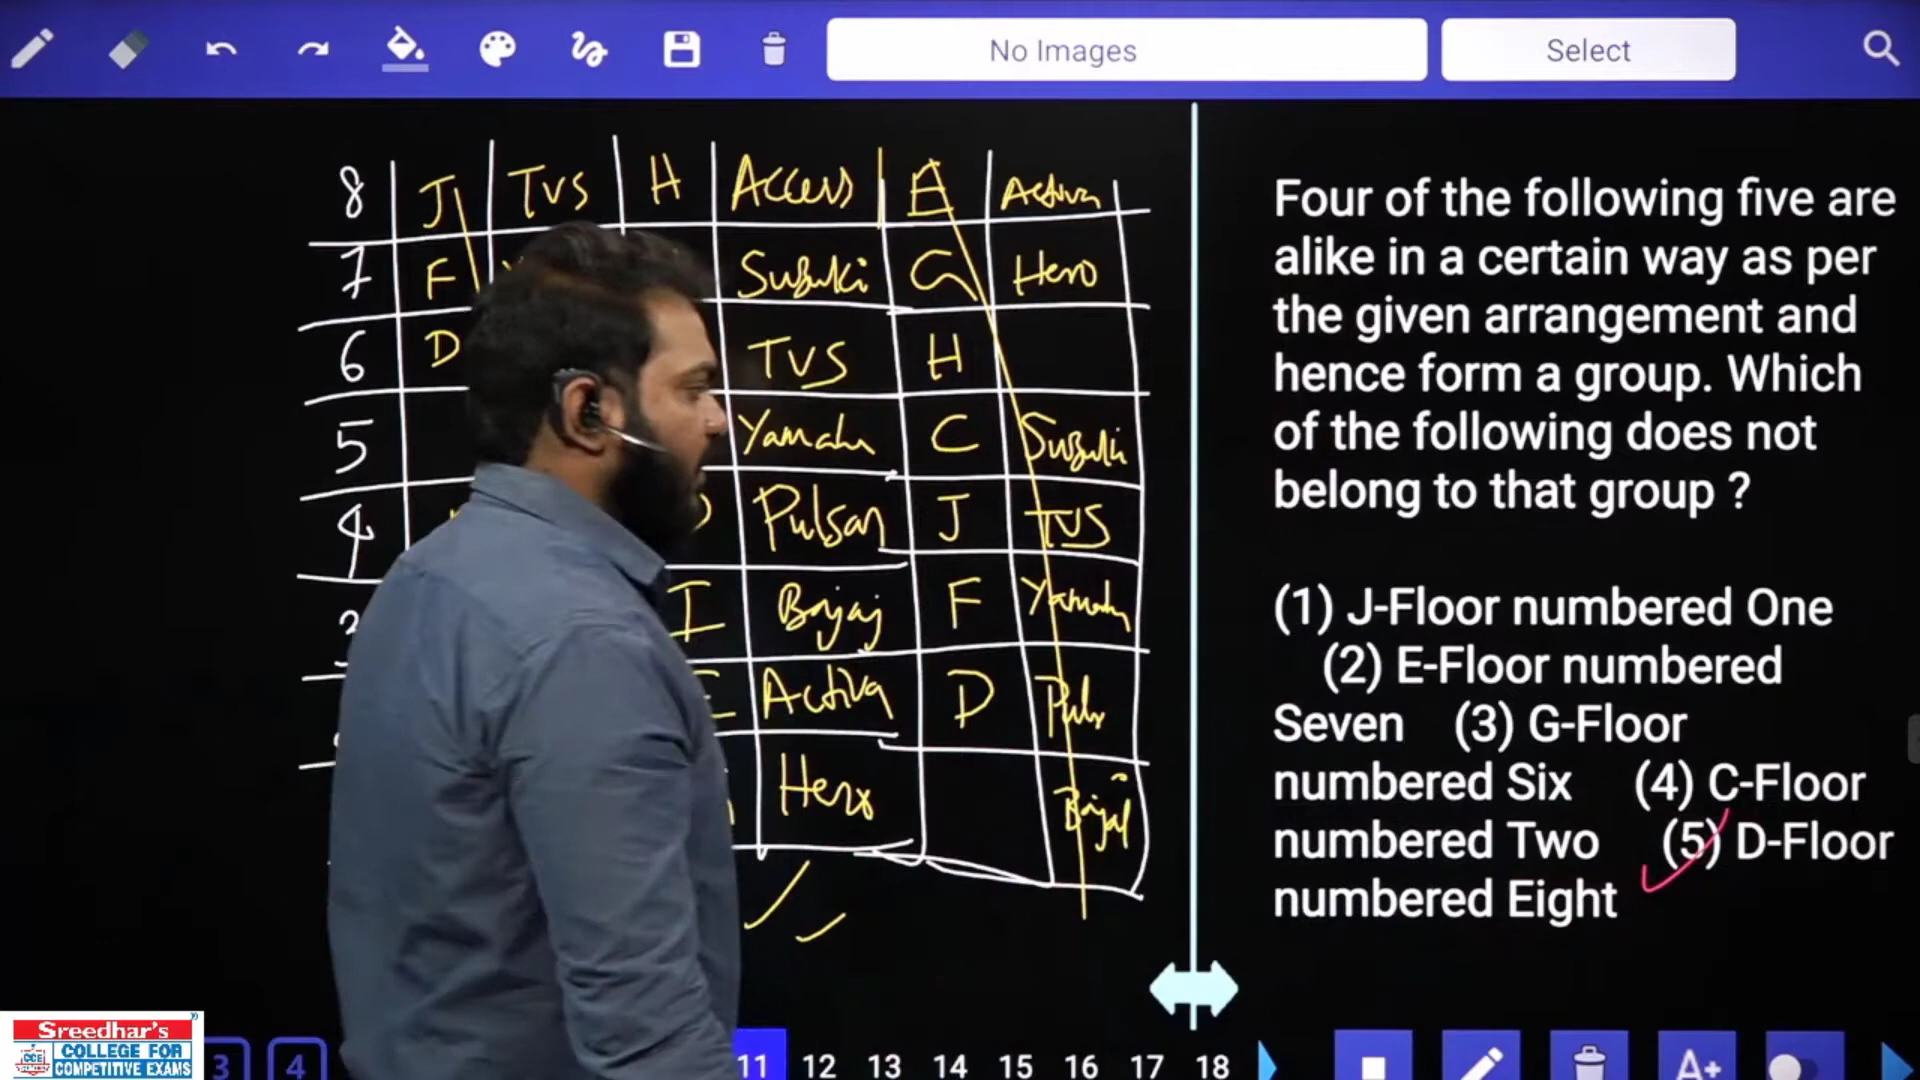 No Images
Select
8 J TVS H Access E Activa
7 F Suzuki G Hero
6 D TVS H
5 Yamaha C Suzuki
4 Pulsar J TVS
I Bajaj F Yamaha
E Activa D Pulsr
Hero Bajaj
Four of the following five are
alike in a certain way as per
the given arrangement and
hence form a group. Which
of the following does not
belong to that group ?
(1) J-Floor numbered One
(2) E-Floor numbered
Seven (3) G-Floor
numbered Six (4) C-Floor
numbered Two (5) D-Floor
numbered Eight
Sreedhar's
CCE
COLLEGE FOR
COMPETITIVE EXAMS
3 4 11 12 13 14 15 16 17 18
A+